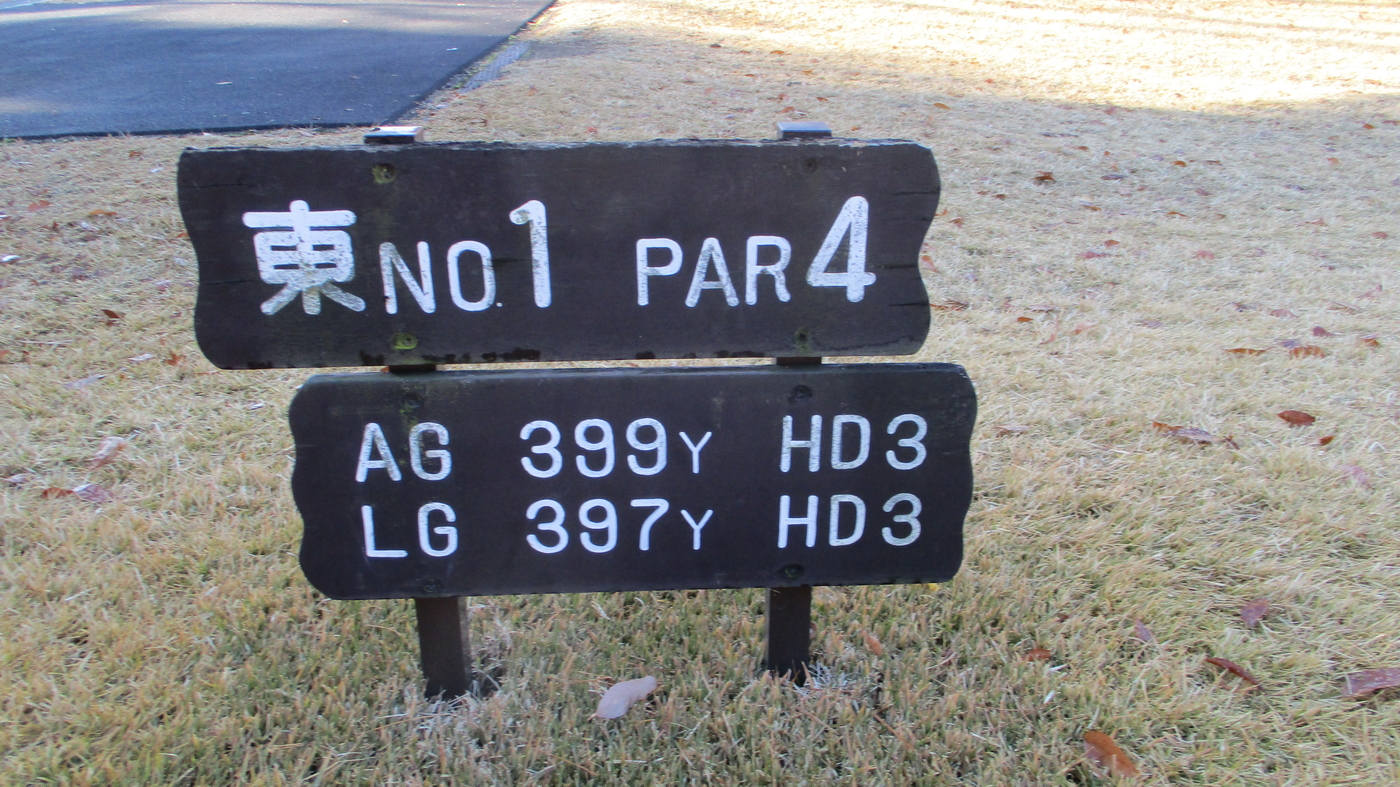 東 NO.1 PAR 4
AG 399Y HD3
LG 397Y HD3